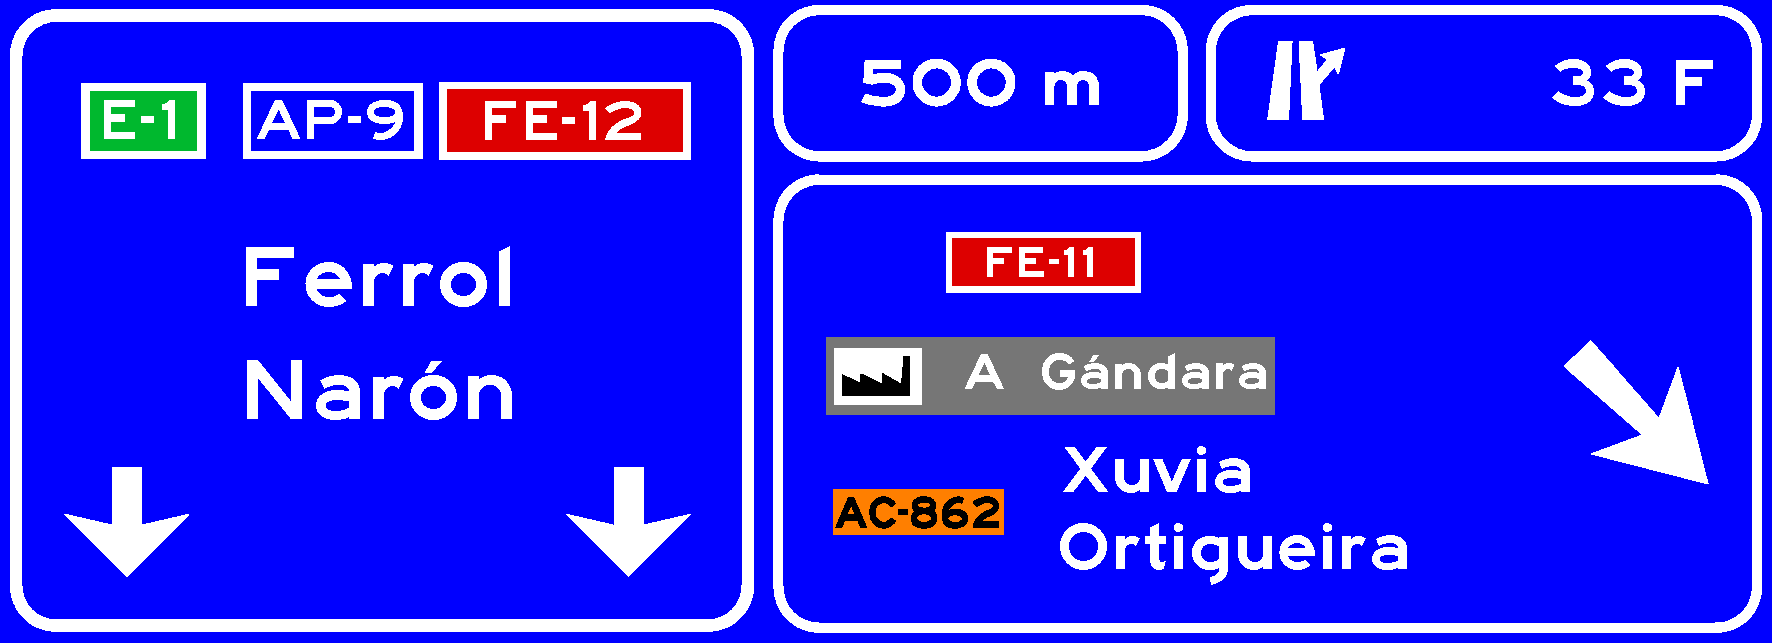 E-1 AP-9 FE-12
Ferrol
Narón
500 m
33 F
FE-11
A Gándara
Xuvia
AC-862
Ortigueira